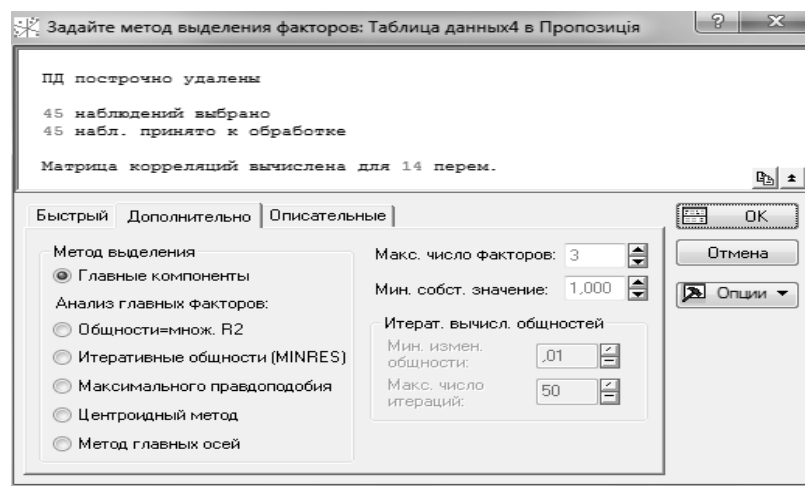 Задайте метод выделения факторов: Таблица данных4 в Пропозиція
ПД построчно удалены
45 наблюдений выбрано
45 набл. принято к обработке
Матрица корреляций вычислена для 14 перем.
Быстрый Дополнительно Описательные
Метод выделения
Главные компоненты
Анализ главных факторов:
Общности=множ. R2
Итеративные общности (MINRES)
Максимального правдоподобия
Центроидный метод
Метод главных осей
Макс. число факторов: 3
Мин. собст. значение: 1,000
Итерат. вычисл. общностей
Мин. измен. общности: ,01
Макс. число итераций: 50
OK
Отмена
Опции